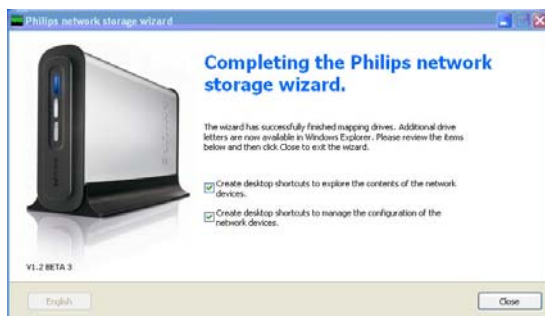 Philips network storage wizard
Completing the Philips network
storage wizard.
The wizard has successfully finished mapping drives. Additional drive
letters are now available in Windows Explorer. Please review the items
below and then click Close to exit the wizard.
Create desktop shortcuts to explore the contents of the network
devices.
Create desktop shortcuts to manage the configuration of the
network devices.
V1.2 BETA 3
English
Close